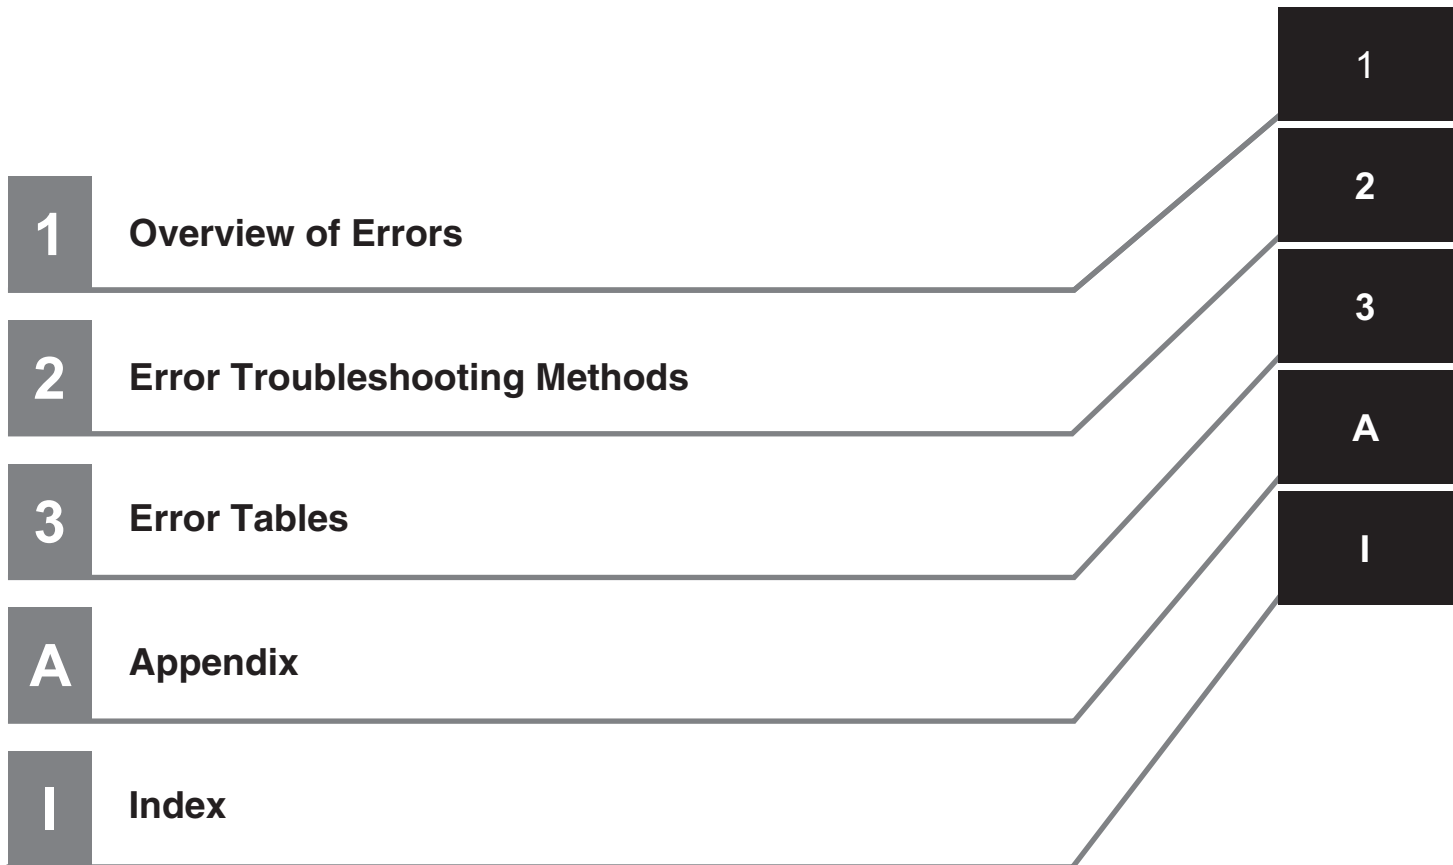 1 Overview of Errors
2 Error Troubleshooting Methods
3 Error Tables
A Appendix
I Index
1
2
3
A
I